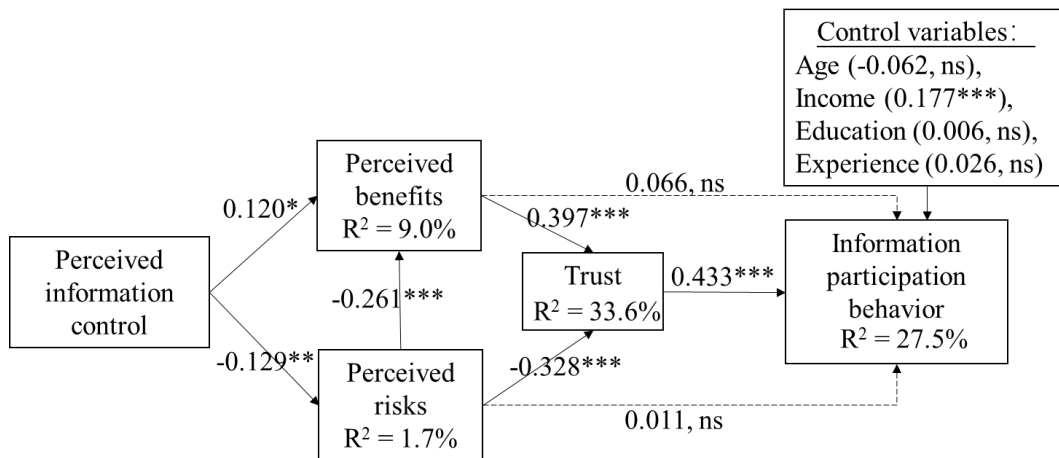 Control variables:
Age (-0.062, ns),
Income (0.177***),
Education (0.006, ns),
Experience (0.026, ns)
Perceived
benefits
R² = 9.0%
0.066, ns
0.120*
0.397***
Perceived
information
control
Trust
R² = 33.6%
0.433***
Information
participation
behavior
R² = 27.5%
-0.261***
-0.129**
-0.328***
Perceived
risks
R² = 1.7%
0.011, ns